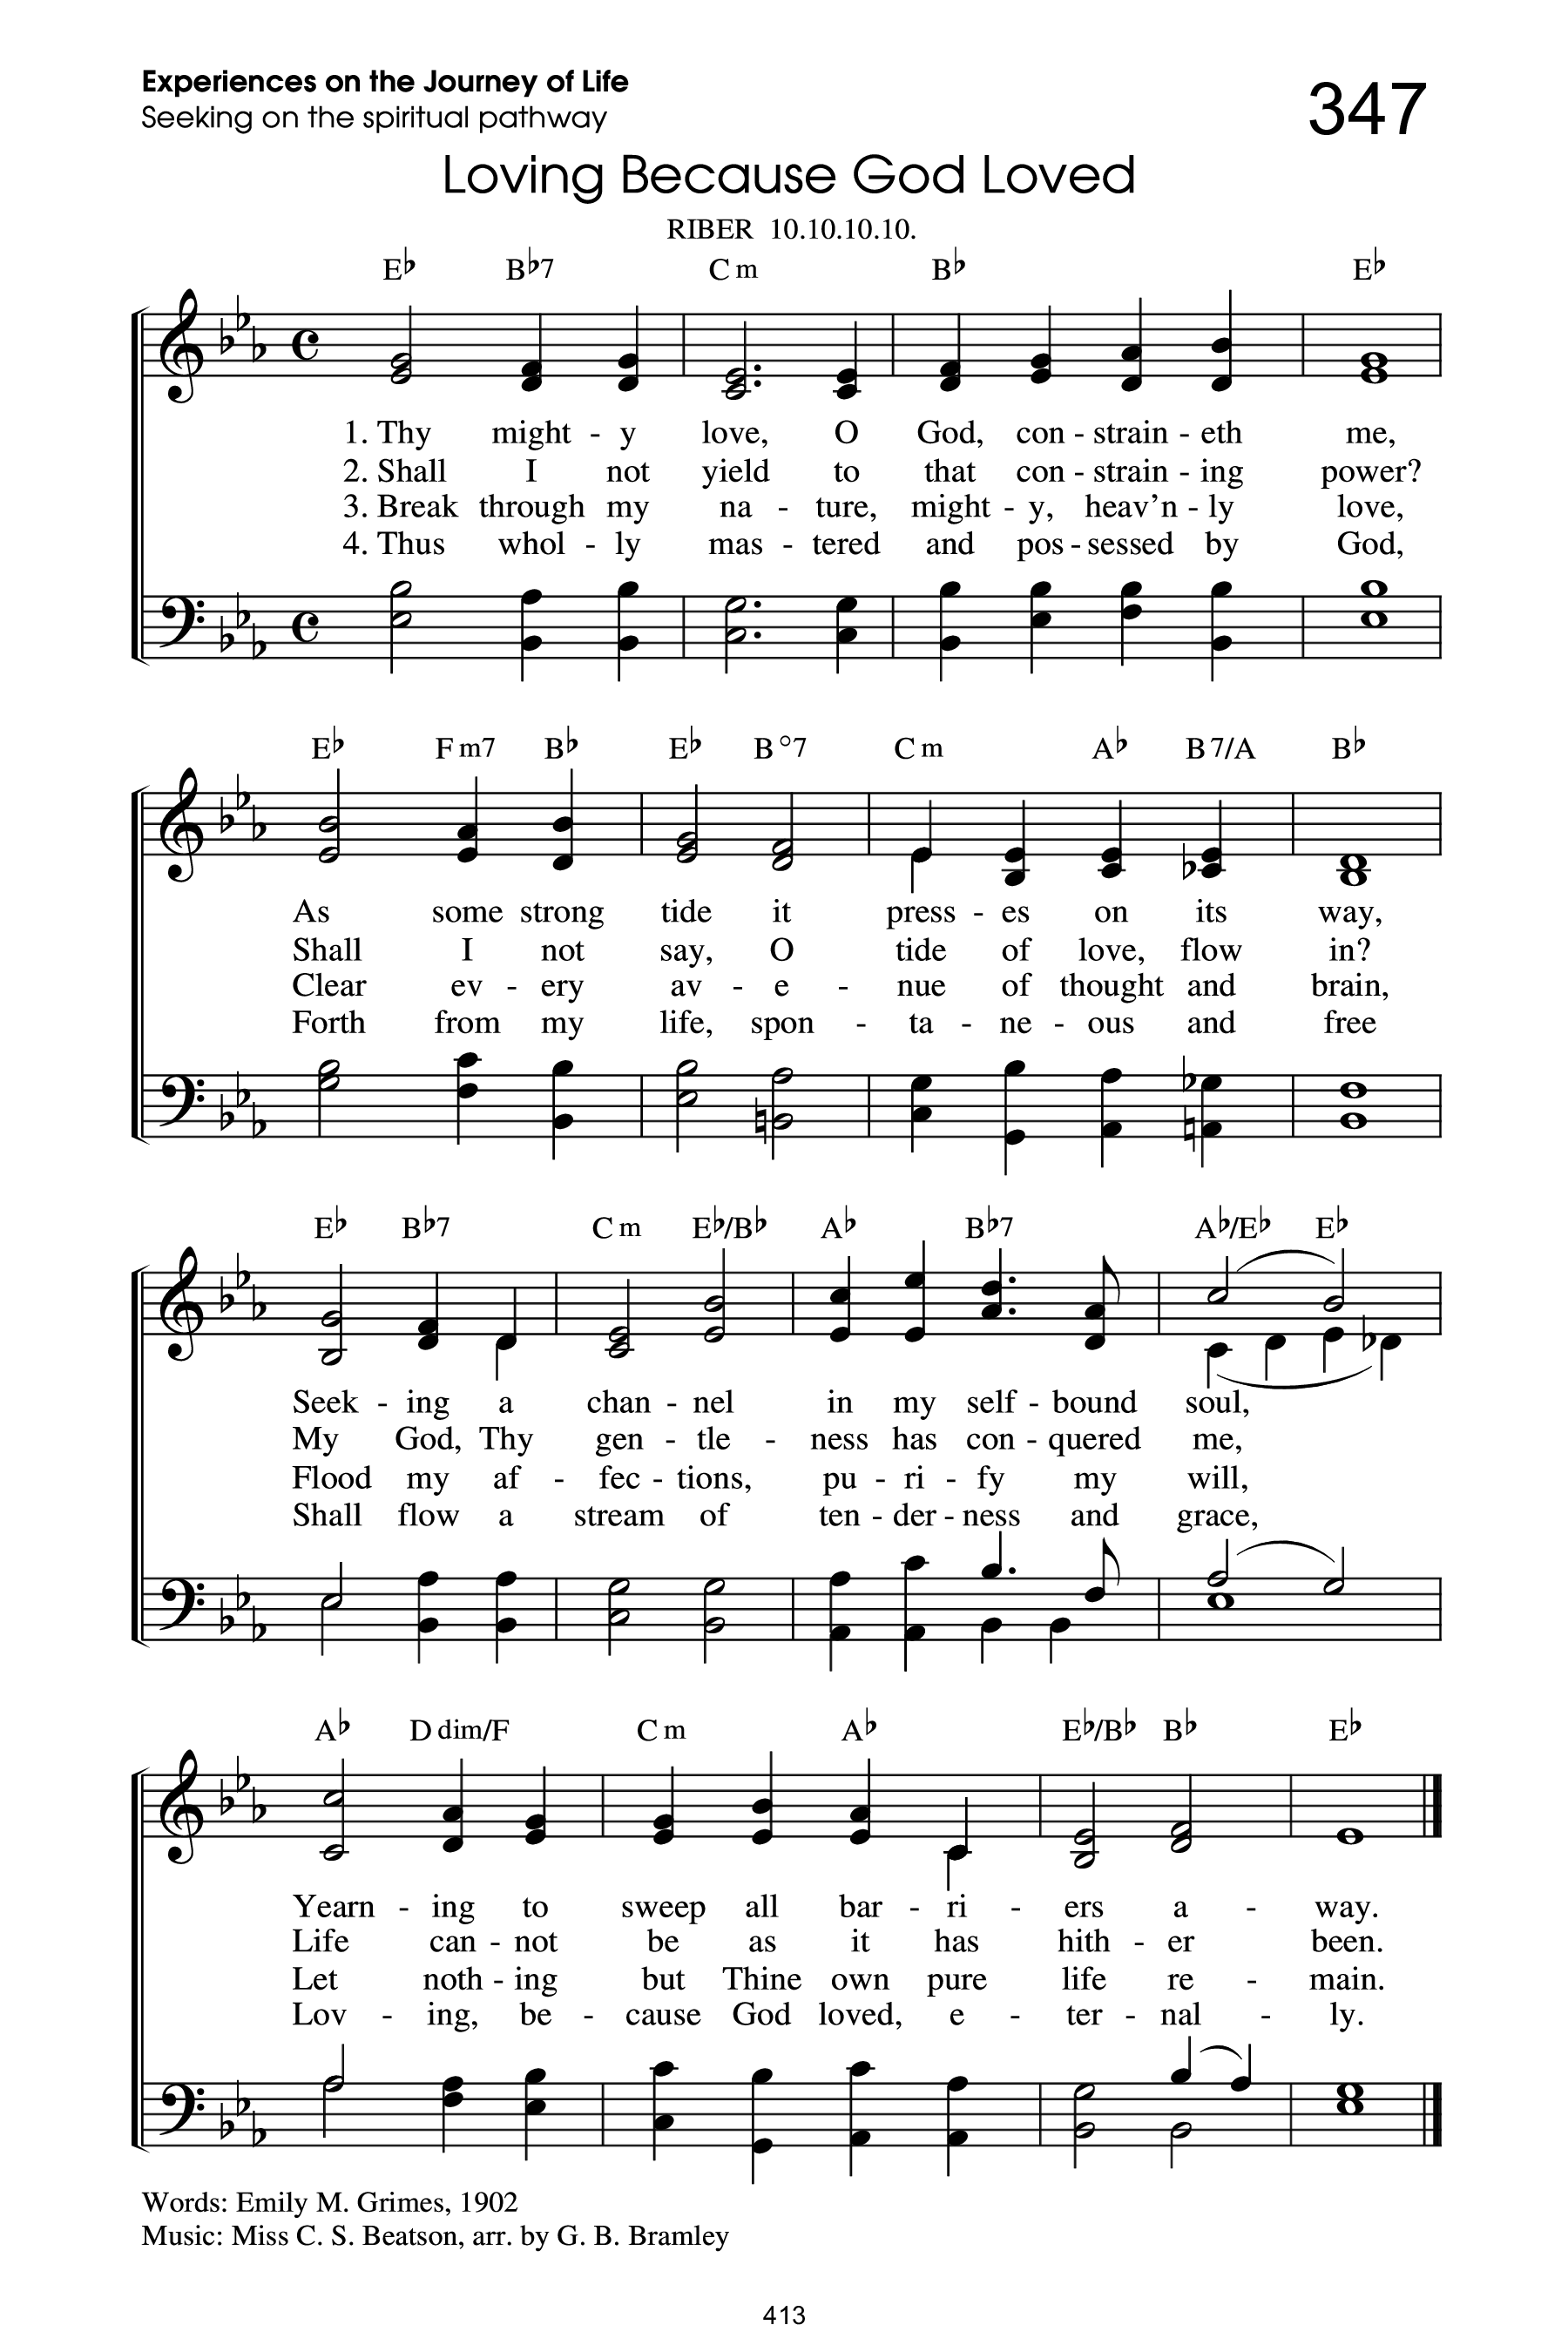 Experiences on the Journey of Life
Seeking on the spiritual pathway
347
Loving Because God Loved
RIBER 10.10.10.10.
E♭ B♭7 Cm B♭ E♭
1. Thy might - y love, O God, con - strain - eth me,
2. Shall I not yield to that con - strain - ing power?
3. Break through my na - ture, might - y, heav’n - ly love,
4. Thus whol - ly mas - tered and pos - sessed by God,
E♭ Fm7 B♭ E♭ B°7 Cm A♭ B7/A B♭
As some strong tide it press - es on its way,
Shall I not say, O tide of love, flow in?
Clear ev - ery av - e - nue of thought and brain,
Forth from my life, spon - ta - ne - ous and free
E♭ B♭7 Cm E♭/B♭ A♭ B♭7 A♭/E♭ E♭
Seek - ing a chan - nel in my self - bound soul,
My God, Thy gen - tle - ness has con - quered me,
Flood my af - fec - tions, pu - ri - fy my will,
Shall flow a stream of ten - der - ness and grace,
A♭ Ddim/F Cm A♭ E♭/B♭ B♭ E♭
Yearn - ing to sweep all bar - ri - ers a - way.
Life can - not be as it has hith - er been.
Let noth - ing but Thine own pure life re - main.
Lov - ing, be - cause God loved, e - ter - nal - ly.
Words: Emily M. Grimes, 1902
Music: Miss C. S. Beatson, arr. by G. B. Bramley
413